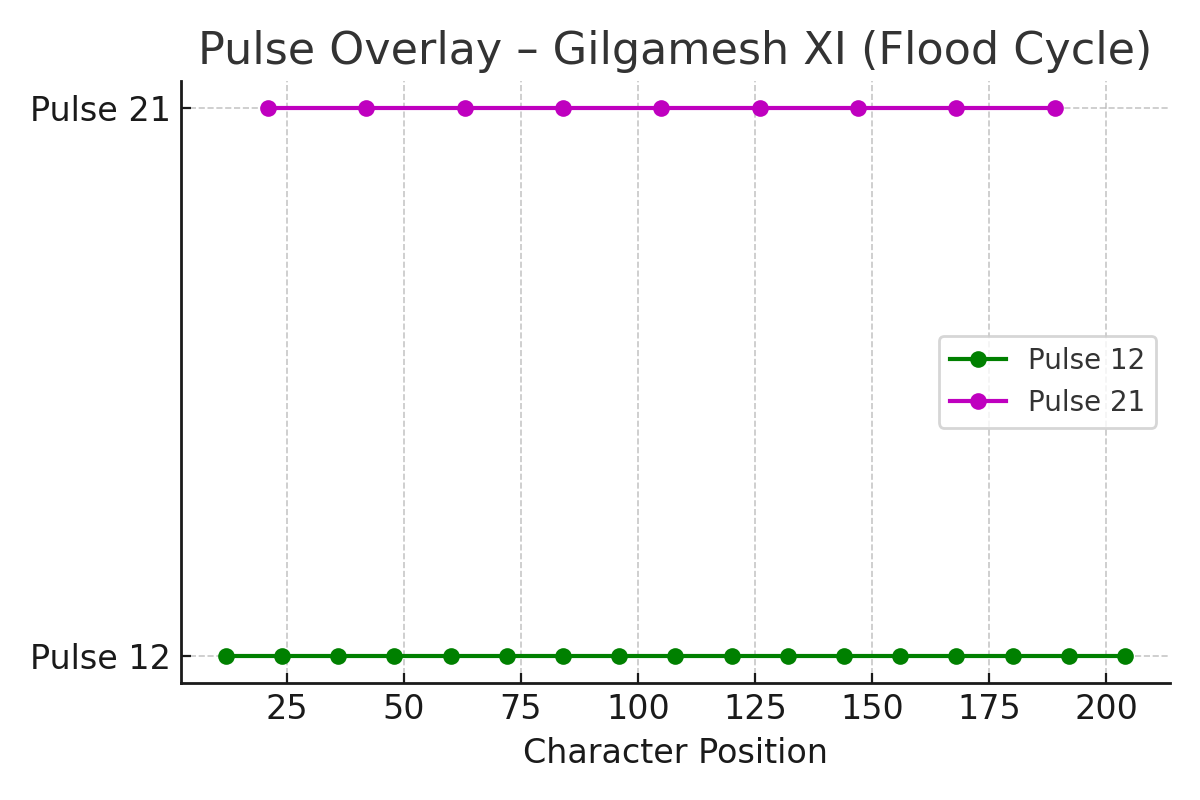 Pulse Overlay – Gilgamesh XI (Flood Cycle)
Pulse 21
Pulse 12
Pulse 21
Pulse 12
25 50 75 100 125 150 175 200
Character Position